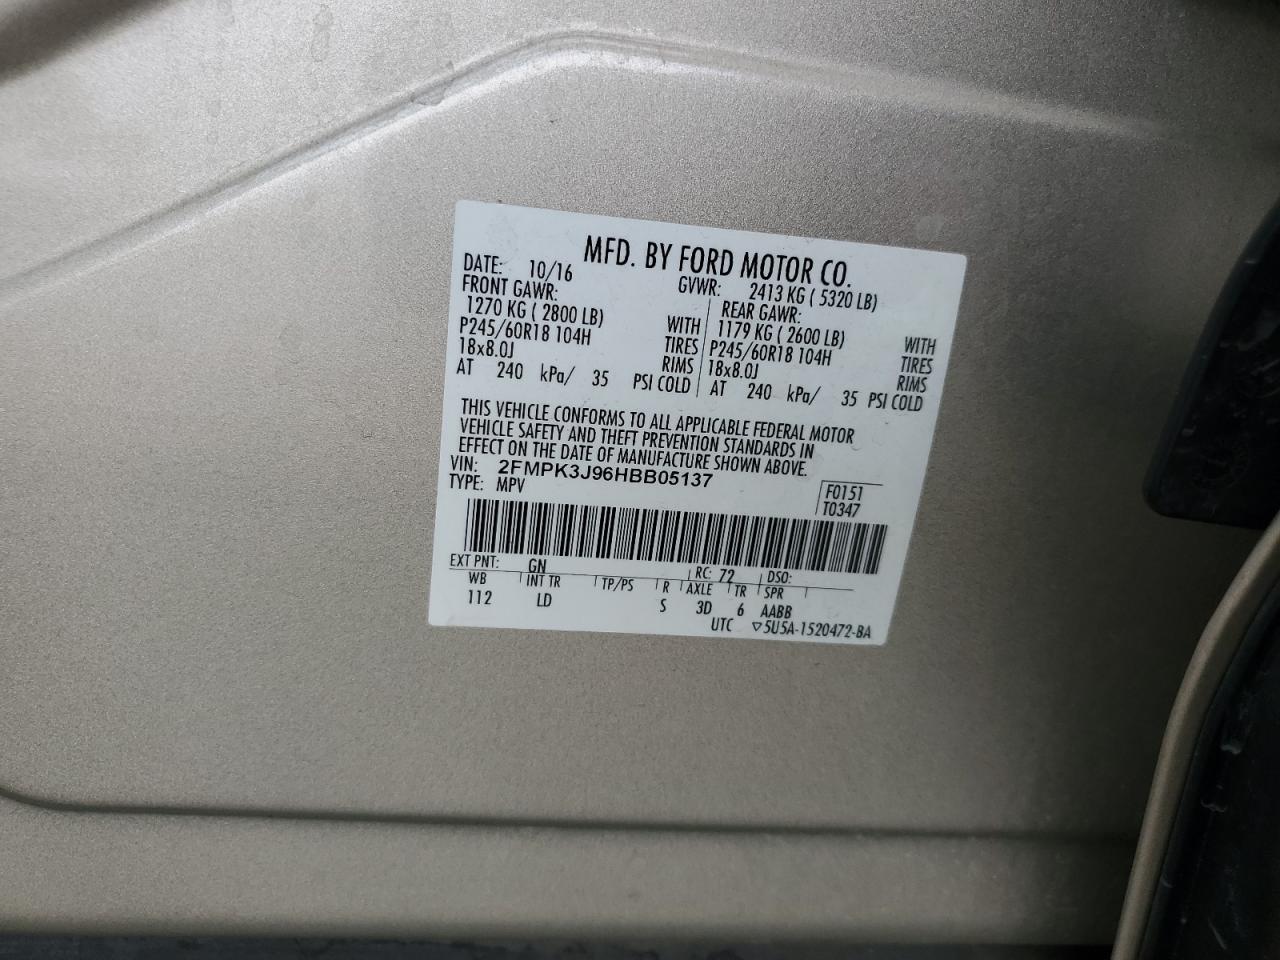 MFD. BY FORD MOTOR CO.
DATE: 10/16 GVWR: 2413 KG ( 5320 LB)
FRONT GAWR: REAR GAWR:
1270 KG ( 2800 LB) WITH 1179 KG ( 2600 LB) WITH
P245/60R18 104H TIRES P245/60R18 104H TIRES
18x8.0J RIMS 18x8.0J RIMS
AT 240 kPa/ 35 PSI COLD AT 240 kPa/ 35 PSI COLD
THIS VEHICLE CONFORMS TO ALL APPLICABLE FEDERAL MOTOR
VEHICLE SAFETY AND THEFT PREVENTION STANDARDS IN
EFFECT ON THE DATE OF MANUFACTURE SHOWN ABOVE.
VIN: 2FMPK3J96HBB05137
TYPE: MPV F0151
T0347
EXT PNT: GN RC: 72 DSO:
WB INT TR TP/PS R AXLE TR SPR
112 LD S 3D 6 AABB
UTC ▽5U5A-1520472-BA